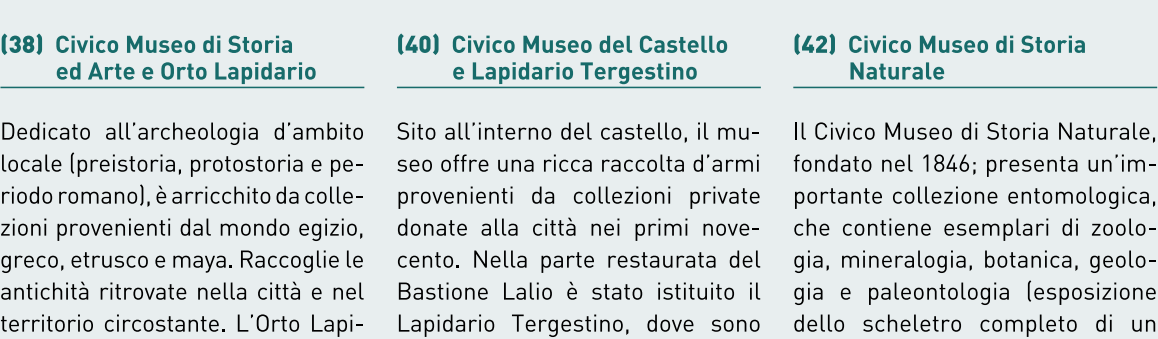 (38) Civico Museo di Storia
ed Arte e Orto Lapidario
Dedicato all'archeologia d'ambito
locale (preistoria, protostoria e pe-
riodo romano), è arricchito da colle-
zioni provenienti dal mondo egizio,
greco, etrusco e maya. Raccoglie le
antichità ritrovate nella città e nel
territorio circostante. L'Orto Lapi-
(40) Civico Museo del Castello
e Lapidario Tergestino
Sito all'interno del castello, il mu-
seo offre una ricca raccolta d'armi
provenienti da collezioni private
donate alla città nei primi nove-
cento. Nella parte restaurata del
Bastione Lalio è stato istituito il
Lapidario Tergestino, dove sono
(42) Civico Museo di Storia
Naturale
Il Civico Museo di Storia Naturale,
fondato nel 1846; presenta un'im-
portante collezione entomologica,
che contiene esemplari di zoolo-
gia, mineralogia, botanica, geolo-
gia e paleontologia (esposizione
dello scheletro completo di un